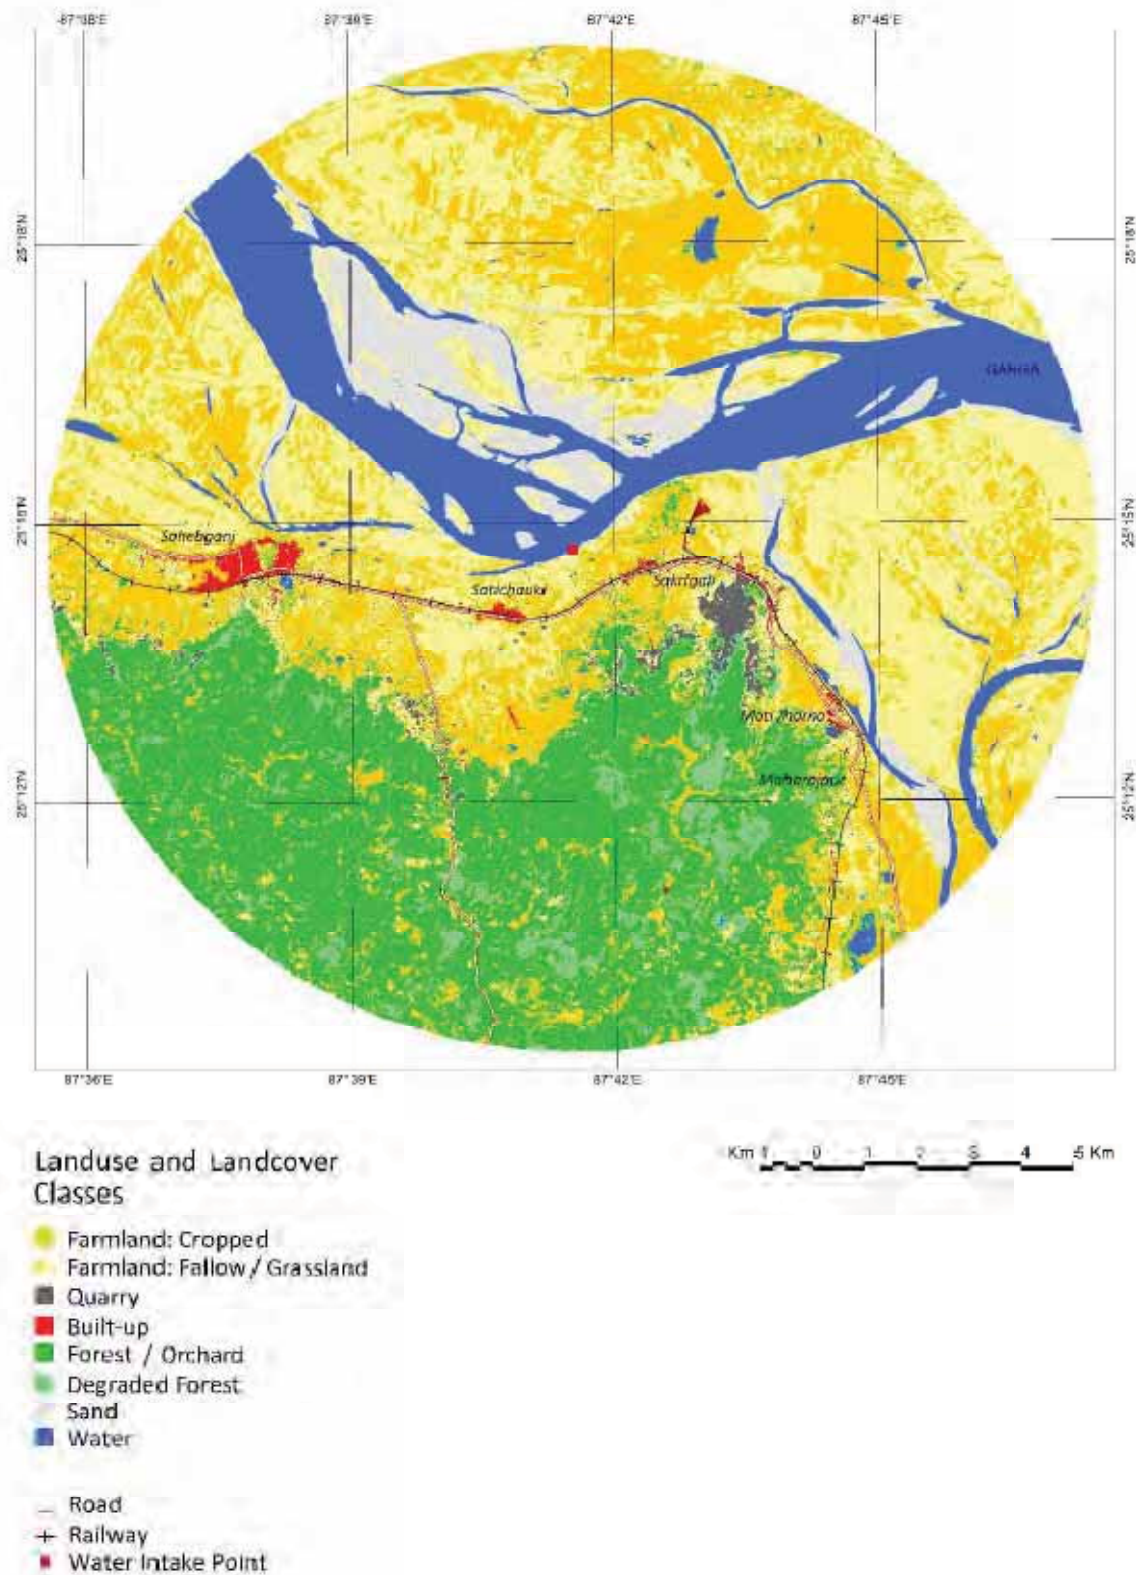 87°36'E 87°39'E 87°42'E 87°45'E
25°18'N 25°18'N
GANGA
25°15'N 25°15'N
Sahebganj
Satichauki
Sakrigali
Moti Jharna
Maharajpur
25°12'N 25°12'N
87°36'E 87°39'E 87°42'E 87°45'E
Km 1 0 1 2 3 4 5 Km
Landuse and Landcover
Classes
Farmland: Cropped
Farmland: Fallow / Grassland
Quarry
Built-up
Forest / Orchard
Degraded Forest
Sand
Water
Road
Railway
Water Intake Point